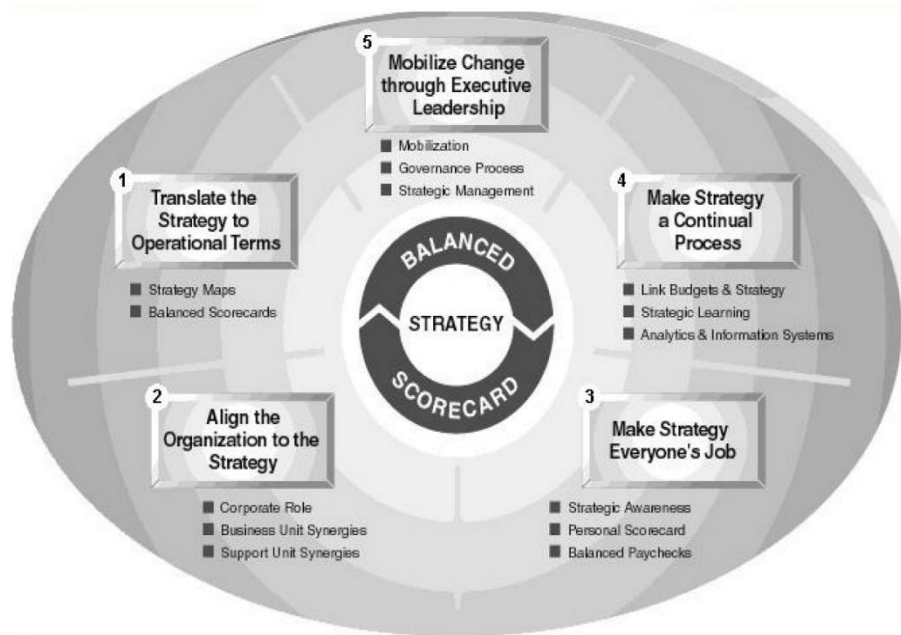 5
Mobilize Change
through Executive
Leadership
Mobilization
Governance Process
Strategic Management
1
Translate the
Strategy to
Operational Terms
Strategy Maps
Balanced Scorecards
4
Make Strategy
a Continual
Process
Link Budgets & Strategy
Strategic Learning
Analytics & Information Systems
BALANCED
STRATEGY
SCORECARD
2
Align the
Organization to the
Strategy
Corporate Role
Business Unit Synergies
Support Unit Synergies
3
Make Strategy
Everyone's Job
Strategic Awareness
Personal Scorecard
Balanced Paychecks